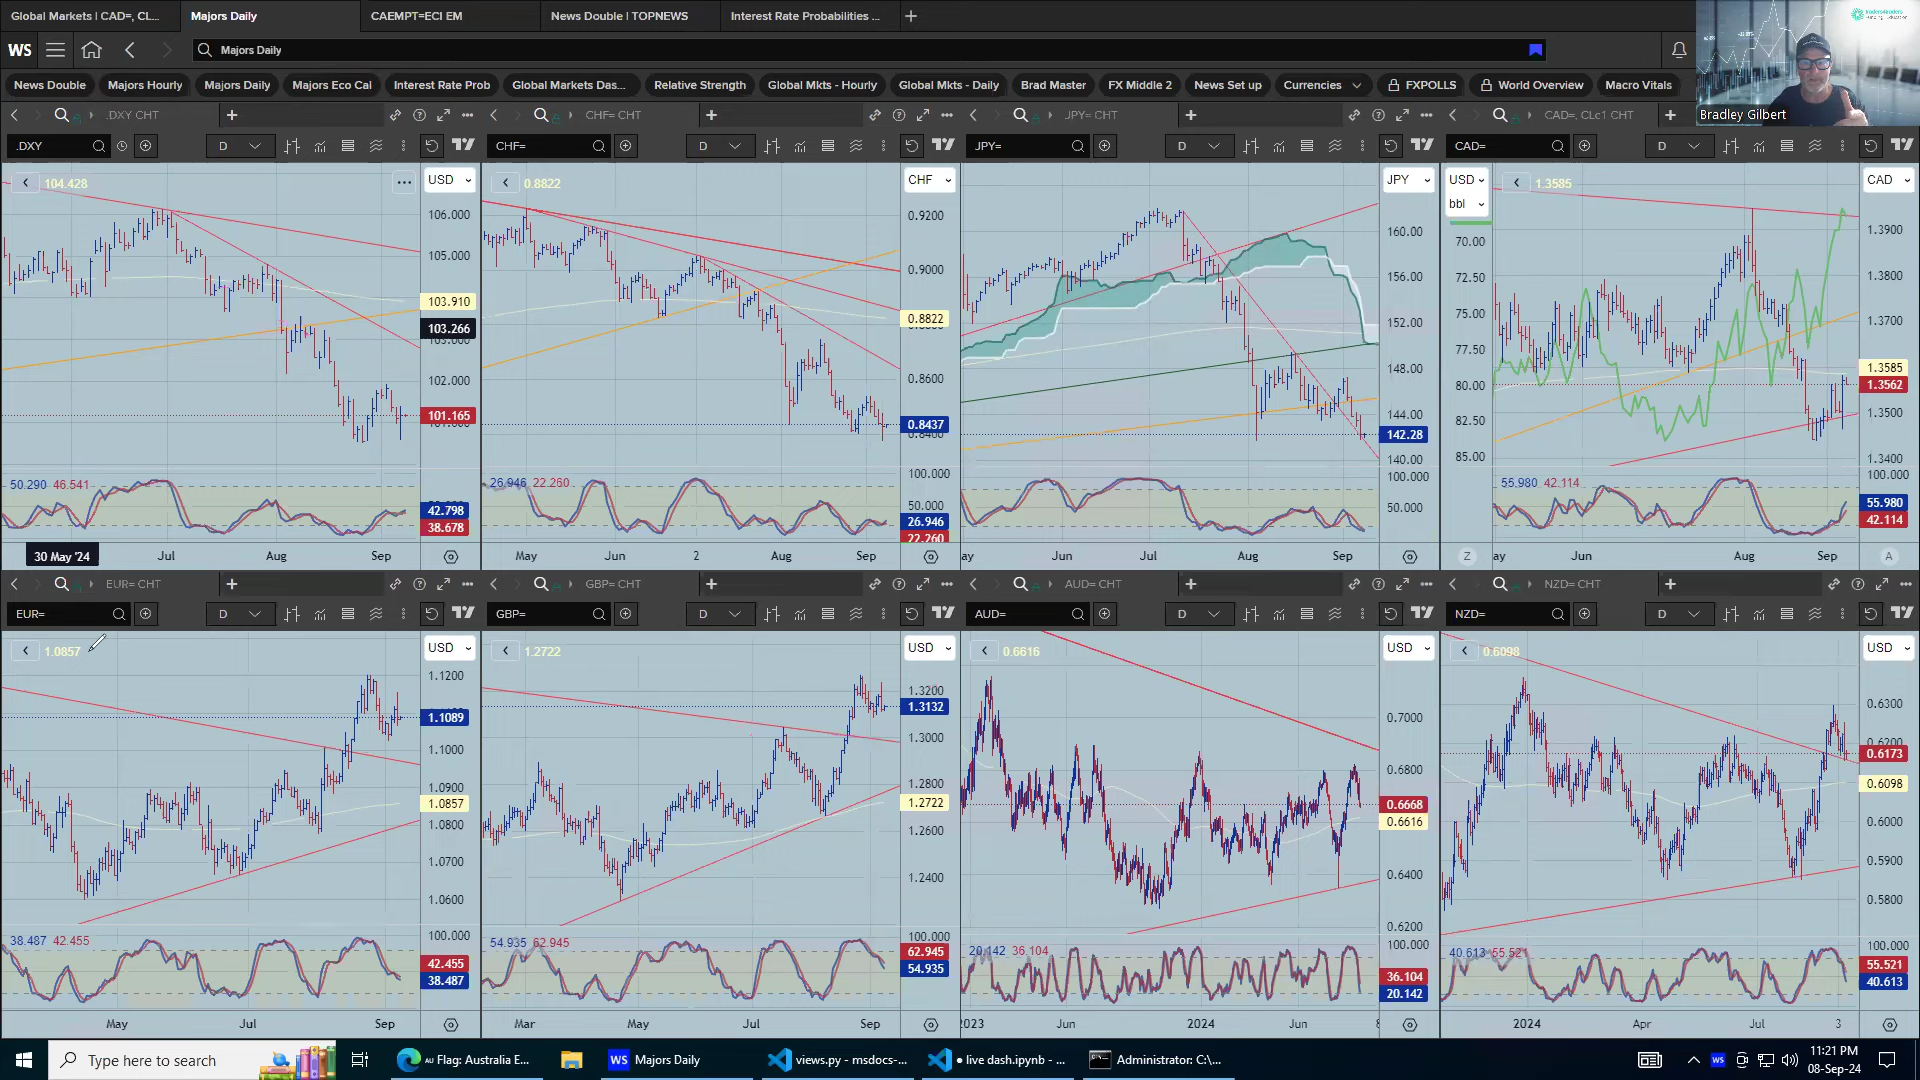 Global Markets | CAD=, CL...
Majors Daily
CAEMPT=ECI EM
News Double | TOPNEWS
Interest Rate Probabilities ...
WS
Majors Daily
News Double
Majors Hourly
Majors Daily
Majors Eco Cal
Interest Rate Prob
Global Markets Das...
Relative Strength
Global Mkts - Hourly
Global Mkts - Daily
Brad Master
FX Middle 2
News Set up
Currencies
FXPOLLS
World Overview
Macro Vitals
Bradley Gilbert
.DXY CHT
CHF= CHT
JPY= CHT
CAD=, CLc1 CHT
.DXY
D
CHF=
D
JPY=
D
CAD=
D
104.428
USD
106.000
105.000
103.910
103.266
103.000
102.000
101.165
50.290 46.541
42.798
38.678
30 May '24
Jul
Aug
Sep
0.8822
CHF
0.9200
0.9000
0.8822
0.8600
0.8437
0.8400
26.946 22.260
100.000
50.000
26.946
22.260
May
Jun
2
Aug
Sep
JPY
160.00
156.00
152.00
148.00
144.00
142.28
140.00
100.000
50.000
ay
Jun
Jul
Aug
Sep
USD
bbl
1.3585
CAD
70.00
72.50
75.00
77.50
80.00
82.50
85.00
1.3900
1.3800
1.3700
1.3585
1.3562
1.3500
1.3400
55.980 42.114
100.000
55.980
42.114
Z
ay
Jun
Aug
Sep
A
EUR= CHT
GBP= CHT
AUD= CHT
NZD= CHT
EUR=
D
GBP=
D
AUD=
D
NZD=
D
1.0857
USD
1.1200
1.1089
1.1000
1.0900
1.0857
1.0800
1.0700
1.0600
38.487 42.455
100.000
42.455
38.487
May
Jul
Sep
1.2722
USD
1.3200
1.3132
1.3000
1.2800
1.2722
1.2600
1.2400
54.935 62.945
100.000
62.945
54.935
Mar
May
Jul
Sep
0.6616
USD
0.7000
0.6800
0.6668
0.6616
0.6400
0.6200
20.142 36.104
100.000
36.104
20.142
2023
Jun
2024
Jun
0.6098
USD
0.6300
0.6200
0.6173
0.6098
0.6000
0.5900
0.5800
40.613 55.521
100.000
55.521
40.613
2024
Apr
Jul
3
Type here to search
AU Flag: Australia E...
WS Majors Daily
views.py - msdocs-...
● live dash.ipynb - ...
Administrator: C:\...
WS
11:21 PM
08-Sep-24